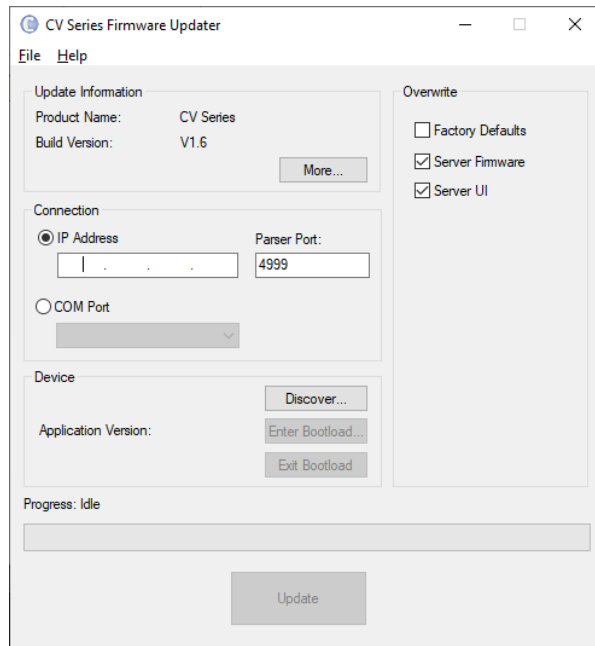 CV Series Firmware Updater
File Help
Update Information
Product Name: CV Series
Build Version: V1.6
More...
Connection
IP Address
Parser Port:
. . .
4999
COM Port
Device
Discover...
Application Version:
Enter Bootload...
Exit Bootload
Overwrite
Factory Defaults
Server Firmware
Server UI
Progress: Idle
Update